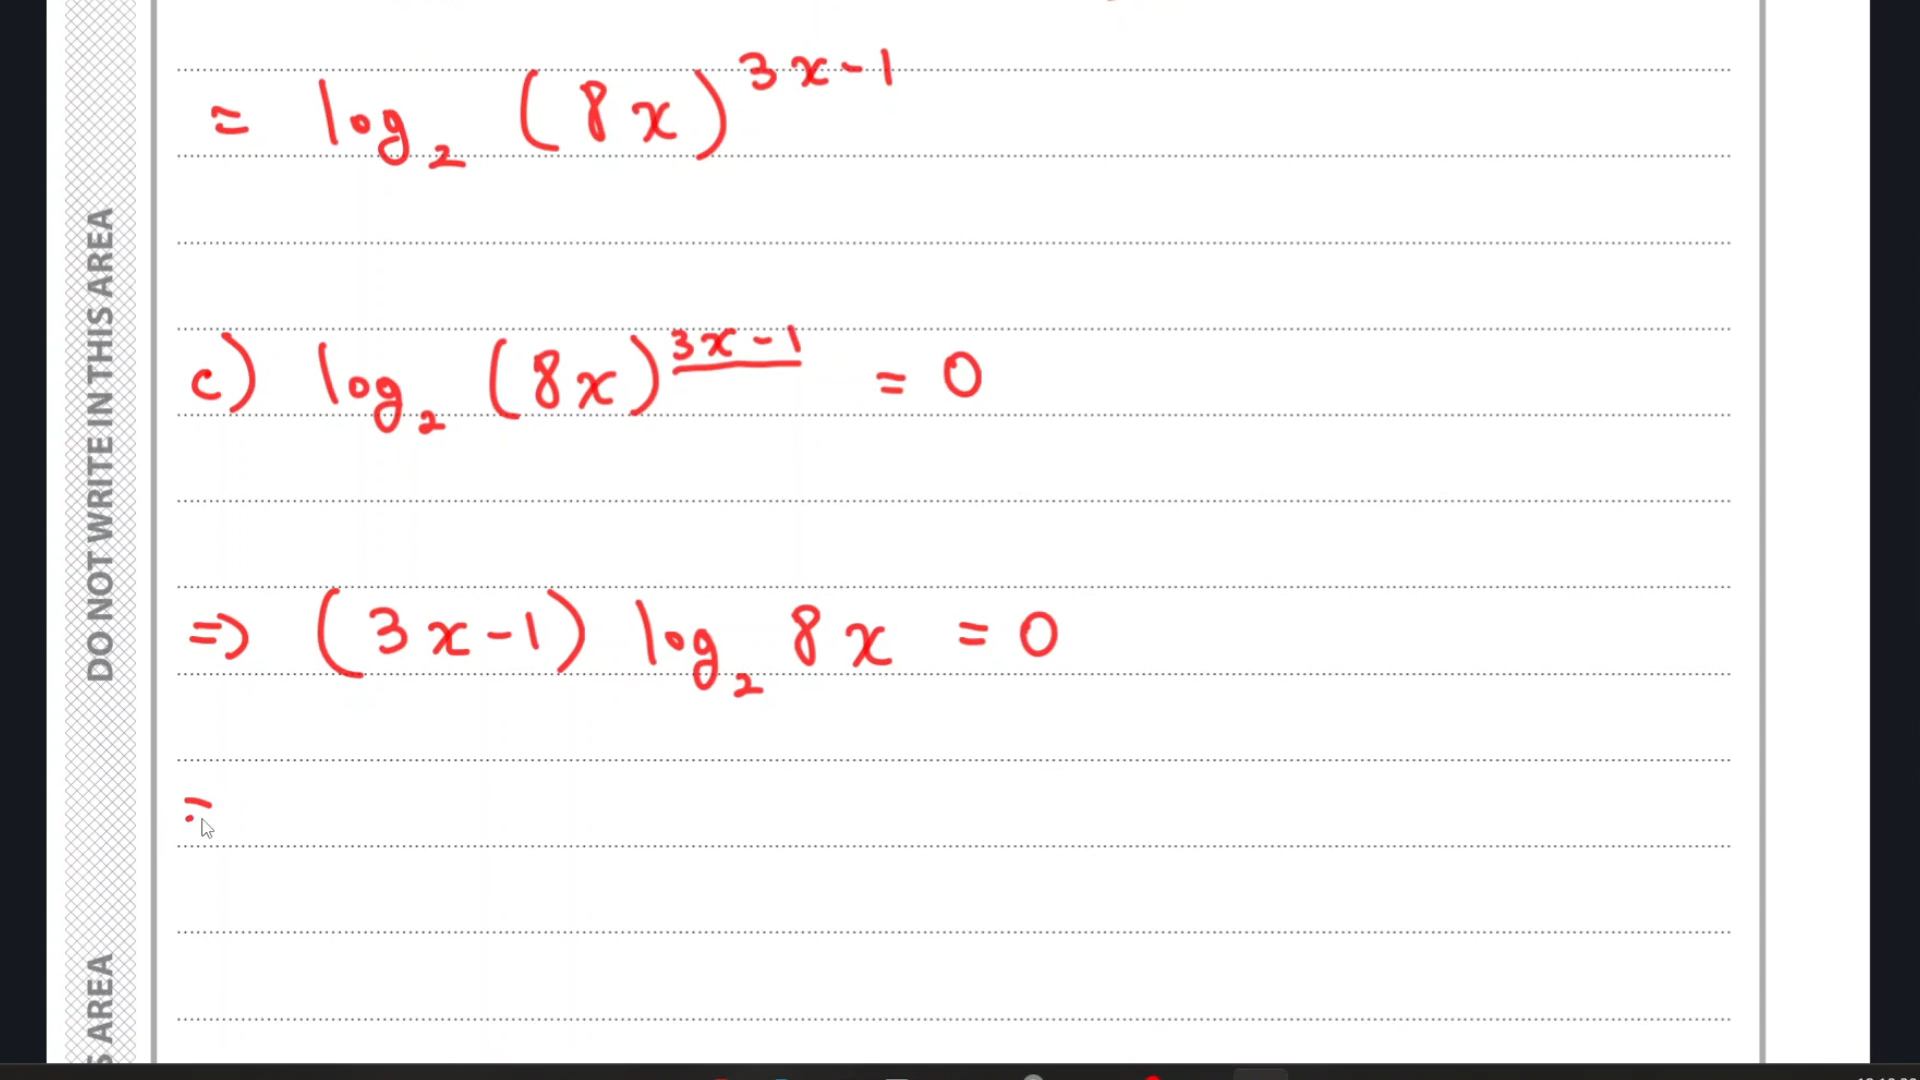 = log₂ (8x)^{3x-1}
c) log₂ (8x)^{3x-1} = 0
=> (3x-1) log₂ 8x = 0
=
DO NOT WRITE IN THIS AREA
S AREA